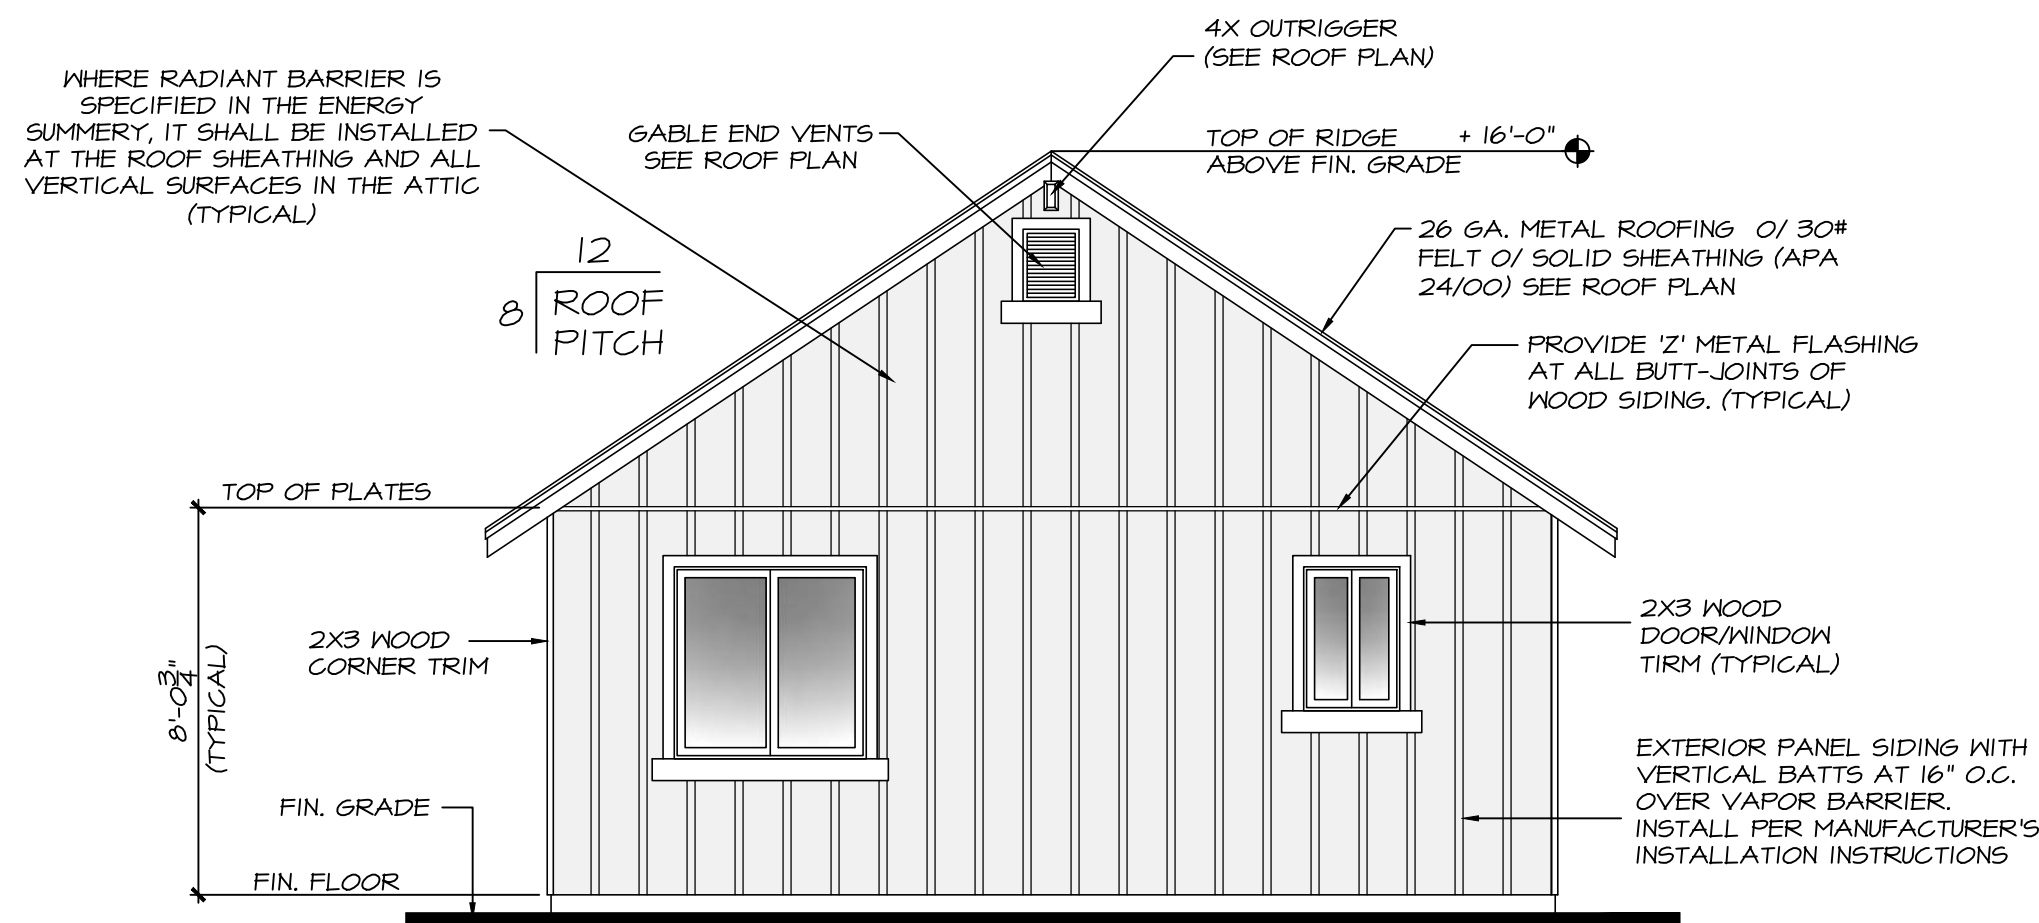 4X OUTRIGGER
(SEE ROOF PLAN)
WHERE RADIANT BARRIER IS
SPECIFIED IN THE ENERGY
SUMMERY, IT SHALL BE INSTALLED
AT THE ROOF SHEATHING AND ALL
VERTICAL SURFACES IN THE ATTIC
(TYPICAL)
GABLE END VENTS
SEE ROOF PLAN
TOP OF RIDGE + 16'-0"
ABOVE FIN. GRADE
12
8
ROOF
PITCH
26 GA. METAL ROOFING O/ 30#
FELT O/ SOLID SHEATHING (APA
24/00) SEE ROOF PLAN
PROVIDE 'Z' METAL FLASHING
AT ALL BUTT-JOINTS OF
WOOD SIDING. (TYPICAL)
TOP OF PLATES
8'-0 3/4"
(TYPICAL)
2X3 WOOD
CORNER TRIM
2X3 WOOD
DOOR/WINDOW
TIRM (TYPICAL)
EXTERIOR PANEL SIDING WITH
VERTICAL BATTS AT 16" O.C.
OVER VAPOR BARRIER.
INSTALL PER MANUFACTURER'S
INSTALLATION INSTRUCTIONS
FIN. GRADE
FIN. FLOOR